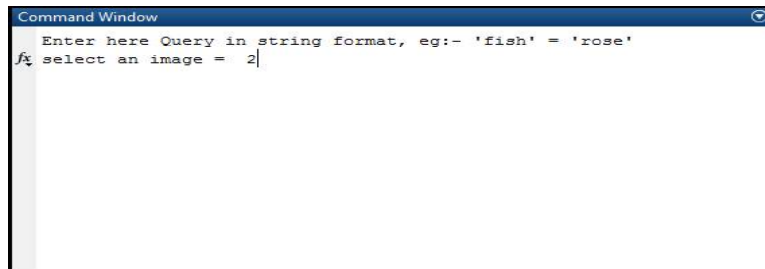 Command Window
Enter here Query in string format, eg:- 'fish' = 'rose'
fx select an image =  2